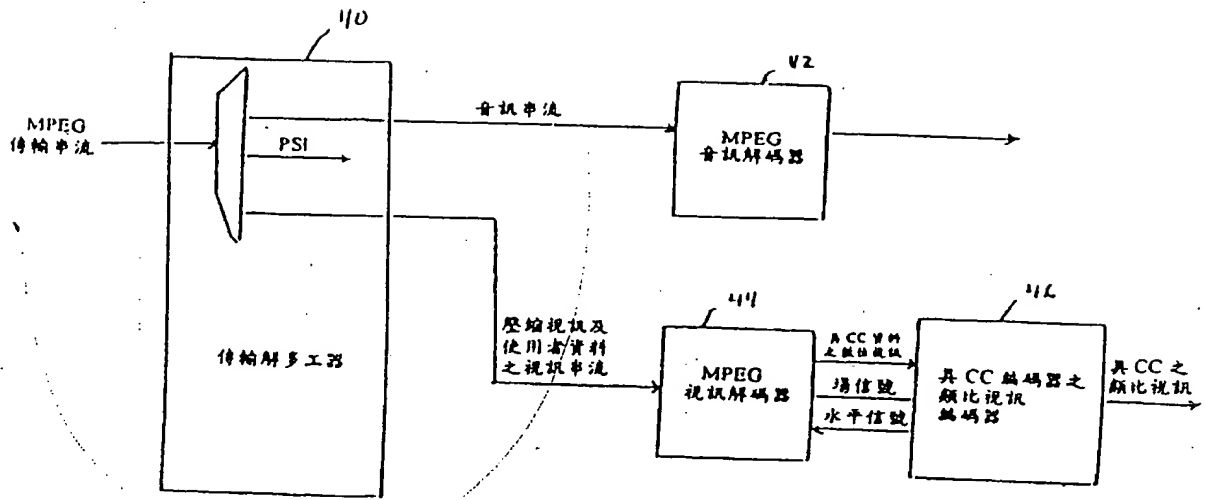 40
42
音訊串流
MPEG
傳輸串流
PSI
MPEG
音訊解碼器
44
46
壓縮視訊及
使用者資料
之視訊串流
傳輸解多工器
MPEG
視訊解碼器
具CC資料
之數位視訊
場信號
水平信號
具CC編碼器之
類比視訊
編碼器
具CC之
類比視訊